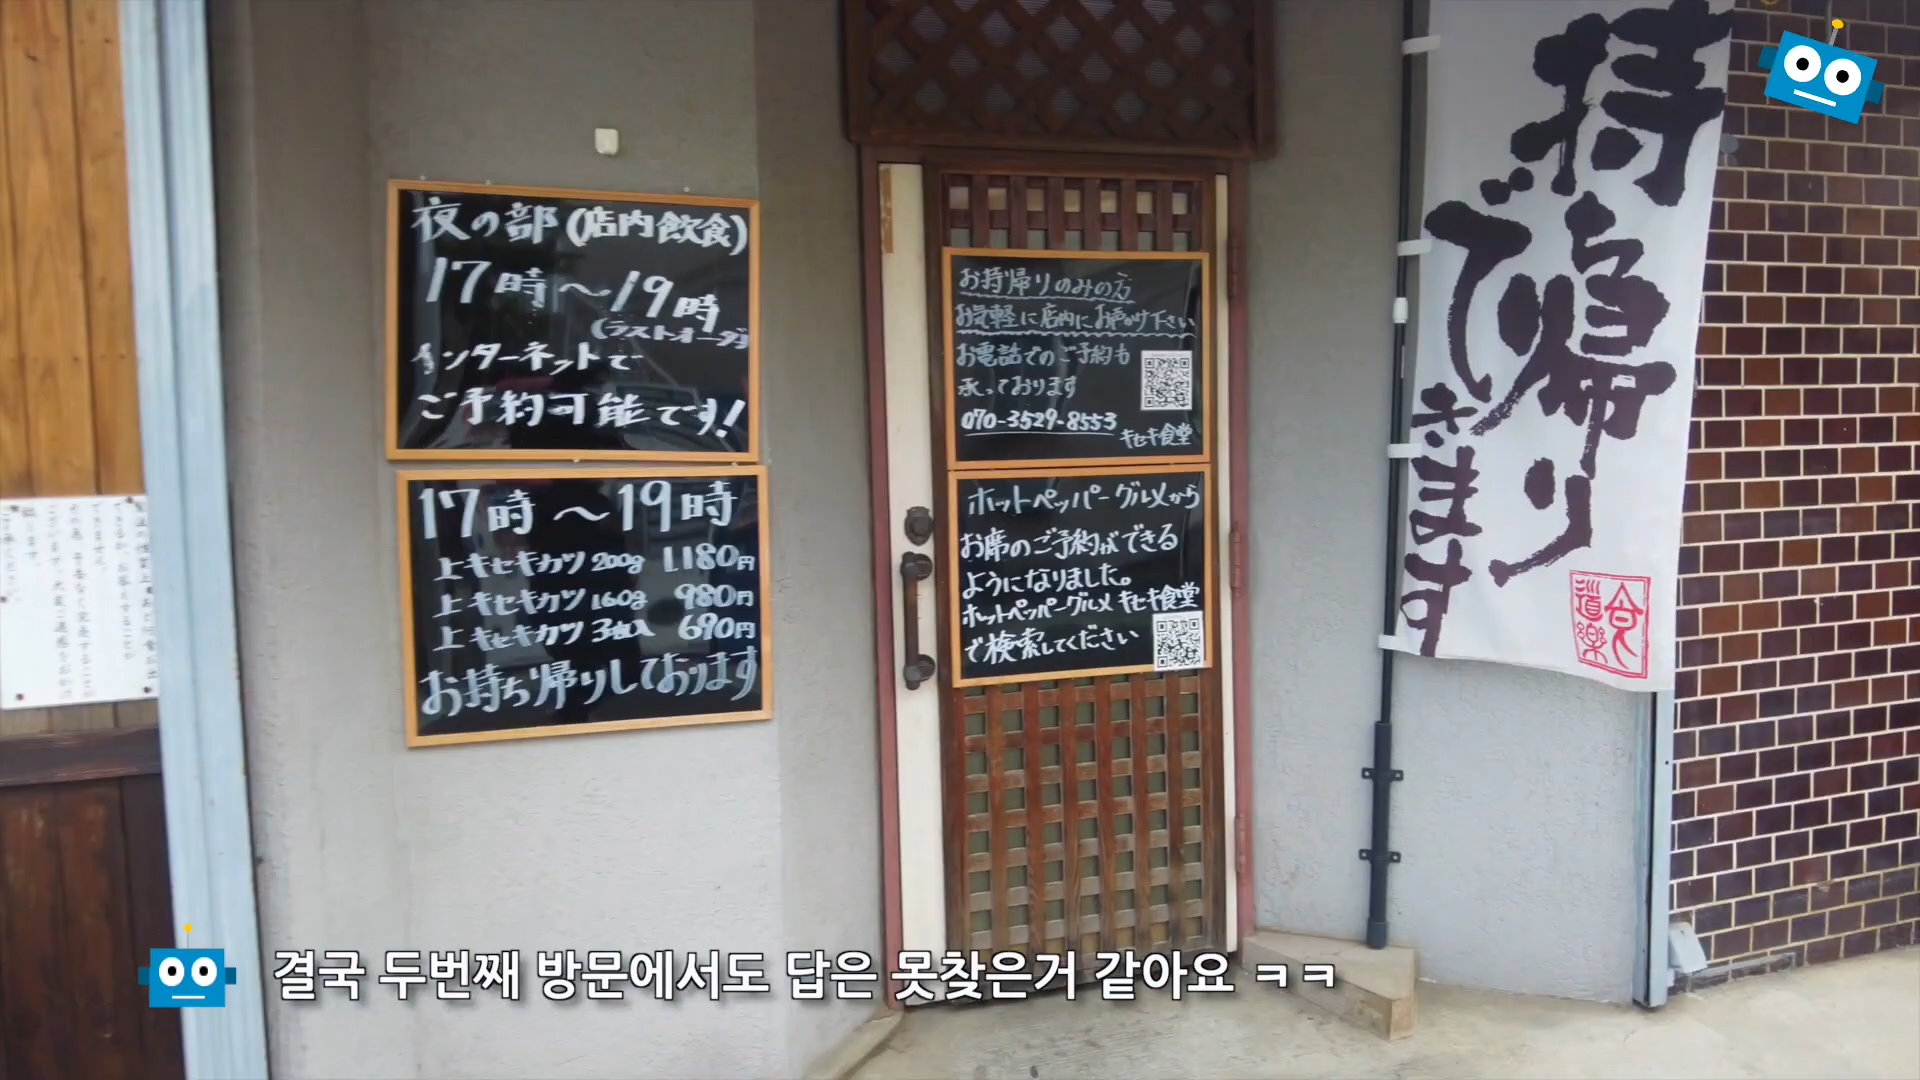 夜の部(店内飲食)
17時~19時
(ラストオーダー)
インターネットで
ご予約可能です!
17時~19時
上キセキカツ 200g 1180円
上キセキカツ 160g 980円
上キセキカツ 3枚入 690円
お持ち帰りしております
お持帰りのみの方
お気軽に店内にお声がけ下さい
お電話でのご予約も
承っております
070-3529-8553
キセキ食堂
ホットペッパーグルメから
お席のご予約ができる
ようになりました。
ホットペッパーグルメ キセキ食堂
で検索してください
持ち帰り
できます
食道楽
결국 두번째 방문에서도 답은 못찾은거 같아요 ㅋㅋ